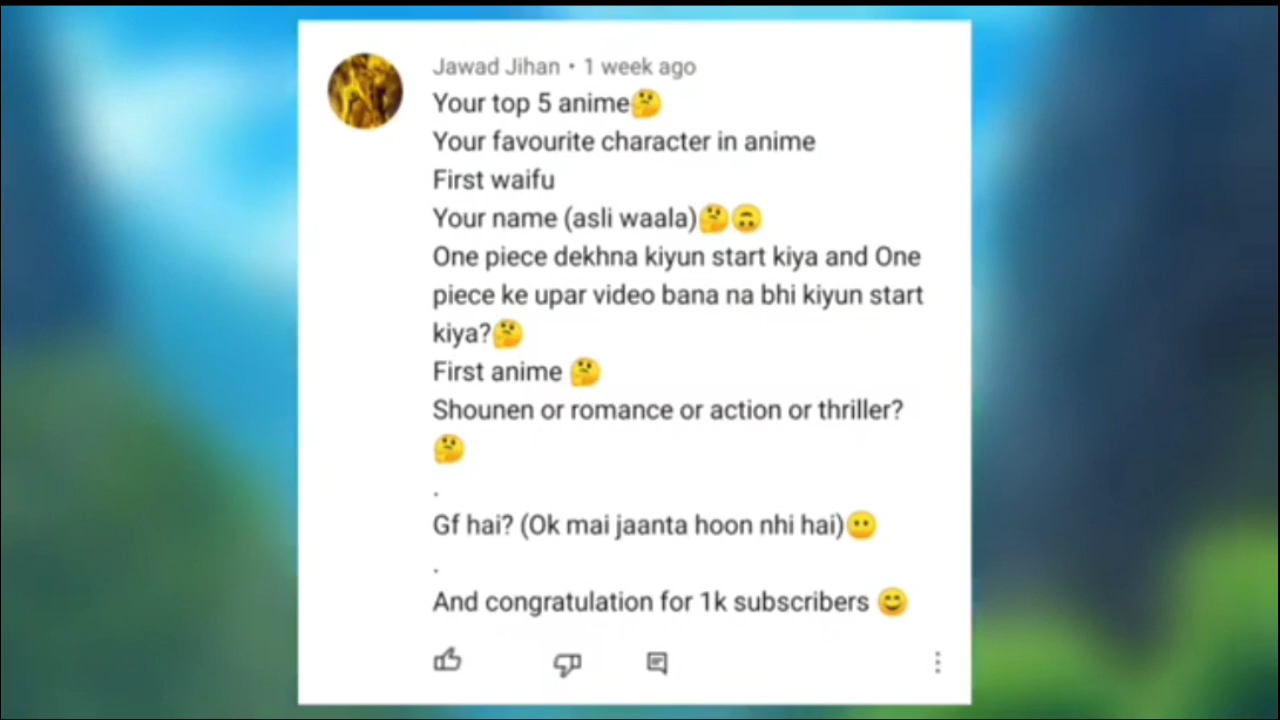 Jawad Jihan • 1 week ago
Your top 5 anime🤔
Your favourite character in anime
First waifu
Your name (asli waala)🤔🙃
One piece dekhna kiyun start kiya and One
piece ke upar video bana na bhi kiyun start
kiya?🤔
First anime 🤔
Shounen or romance or action or thriller?
🤔
.
Gf hai? (Ok mai jaanta hoon nhi hai)😶
.
And congratulation for 1k subscribers 😊